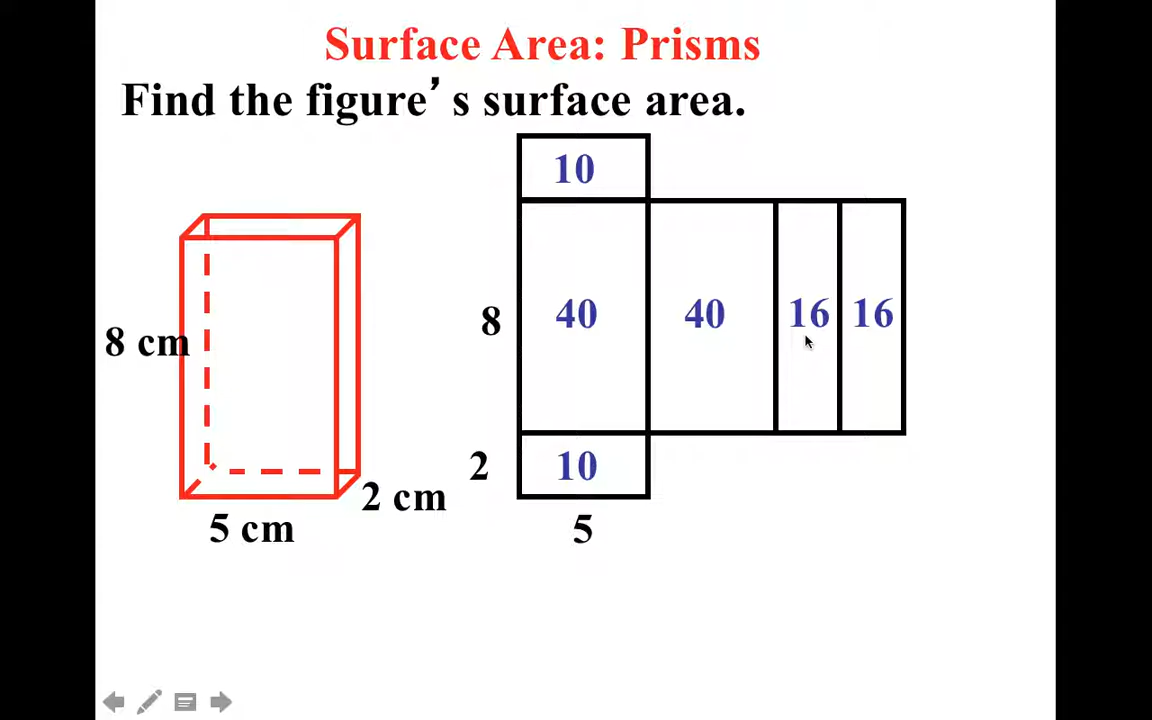 Surface Area: Prisms
Find the figure’s surface area.
10
8 cm
8
40
40
16
16
2
10
2 cm
5 cm
5